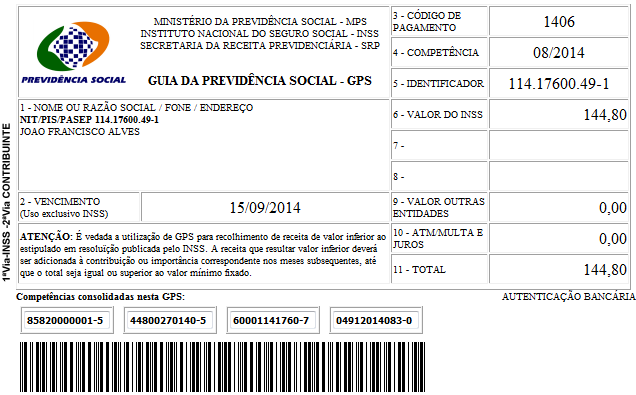 MINISTÉRIO DA PREVIDÊNCIA SOCIAL - MPS
INSTITUTO NACIONAL DO SEGURO SOCIAL - INSS
SECRETARIA DA RECEITA PREVIDENCIÁRIA - SRP
PREVIDÊNCIA SOCIAL
GUIA DA PREVIDÊNCIA SOCIAL - GPS
3 - CÓDIGO DE
PAGAMENTO
1406
4 - COMPETÊNCIA
08/2014
5 - IDENTIFICADOR
114.17600.49-1
1 - NOME OU RAZÃO SOCIAL / FONE / ENDEREÇO
NIT/PIS/PASEP 114.17600.49-1
JOAO FRANCISCO ALVES
6 - VALOR DO INSS
144,80
7 -
8 -
2 - VENCIMENTO
(Uso exclusivo INSS)
15/09/2014
9 - VALOR OUTRAS
ENTIDADES
0,00
ATENÇÃO: É vedada a utilização de GPS para recolhimento de receita de valor inferior ao
estipulado em resolução publicada pelo INSS. A receita que resultar valor inferior deverá
ser adicionada à contribuição ou importância correspondente nos meses subsequentes, até
que o total seja igual ou superior ao valor mínimo fixado.
10 - ATM/MULTA E
JUROS
0,00
11 - TOTAL
144,80
1ªVia-INSS -2ªVia CONTRIBUINTE
Competências consolidadas nesta GPS:
AUTENTICAÇÃO BANCÁRIA
85820000001-5 44800270140-5 60001141760-7 04912014083-0